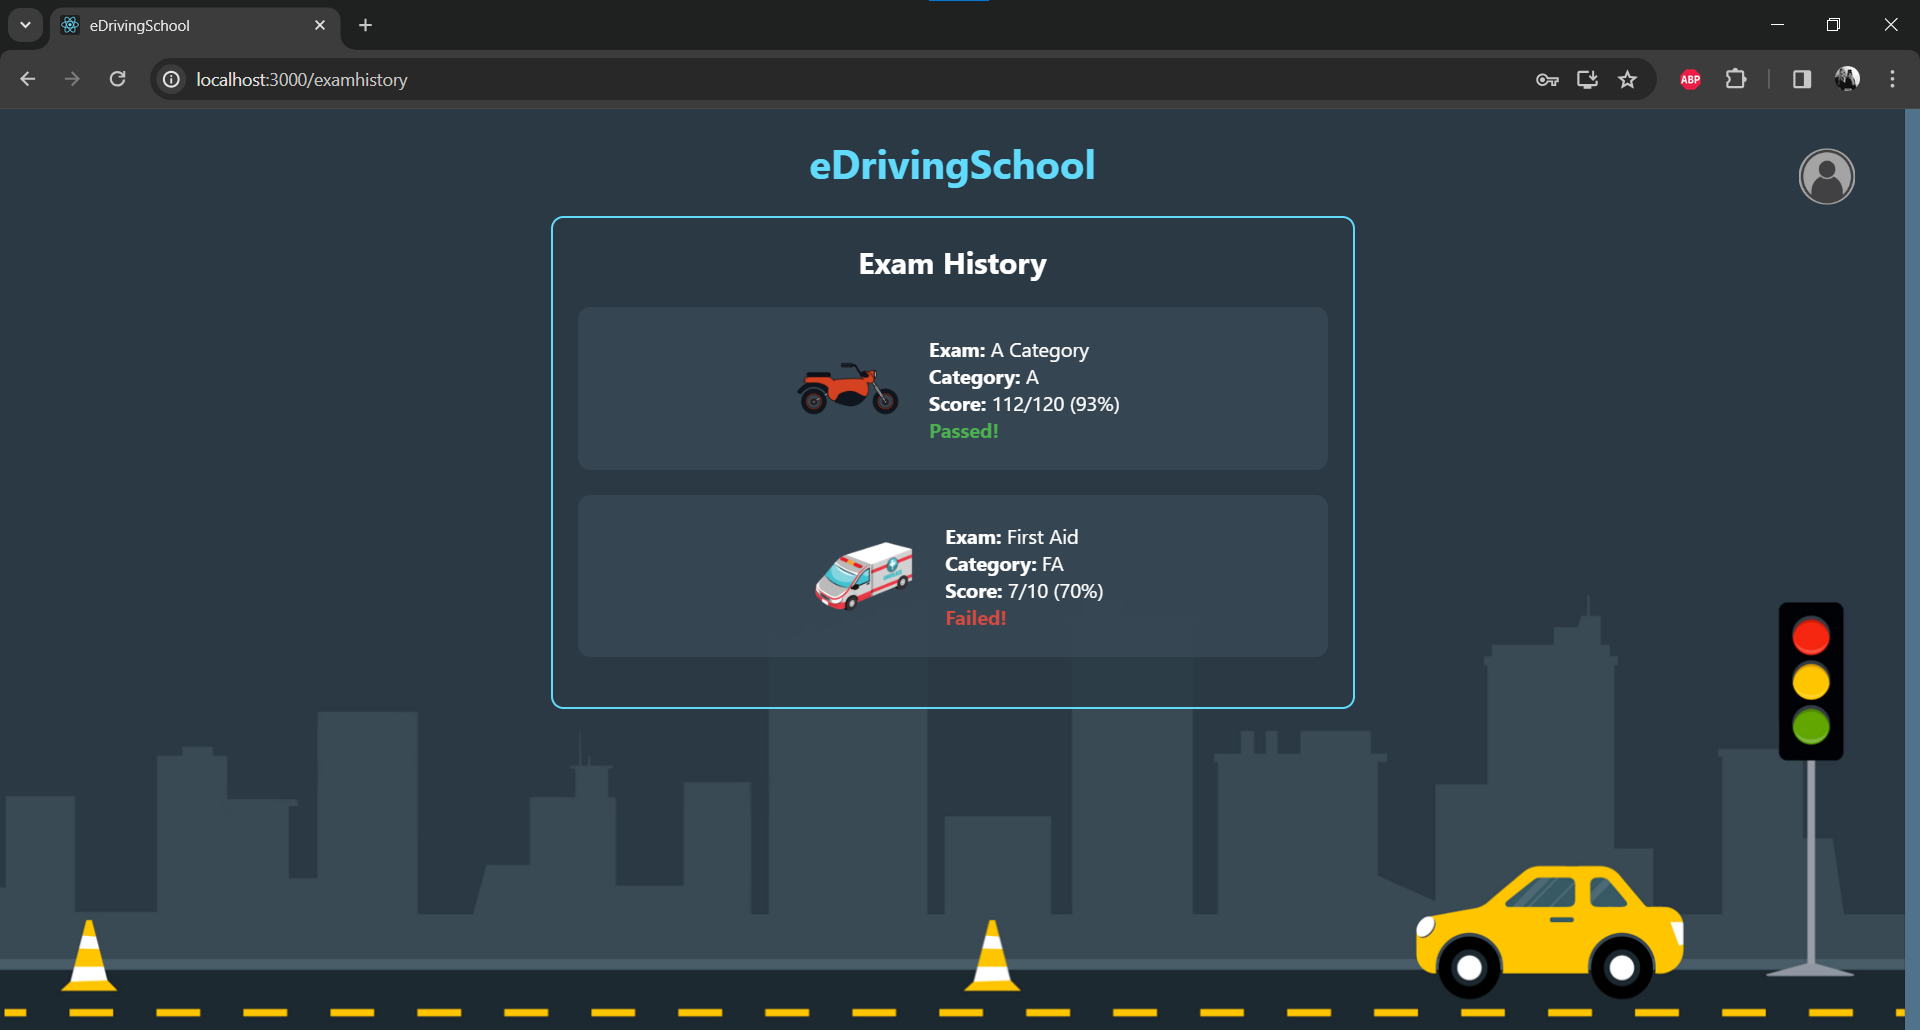 eDrivingSchool
localhost:3000/examhistory
ABP
eDrivingSchool
Exam History
Exam: A Category
Category: A
Score: 112/120 (93%)
Passed!
Exam: First Aid
Category: FA
Score: 7/10 (70%)
Failed!